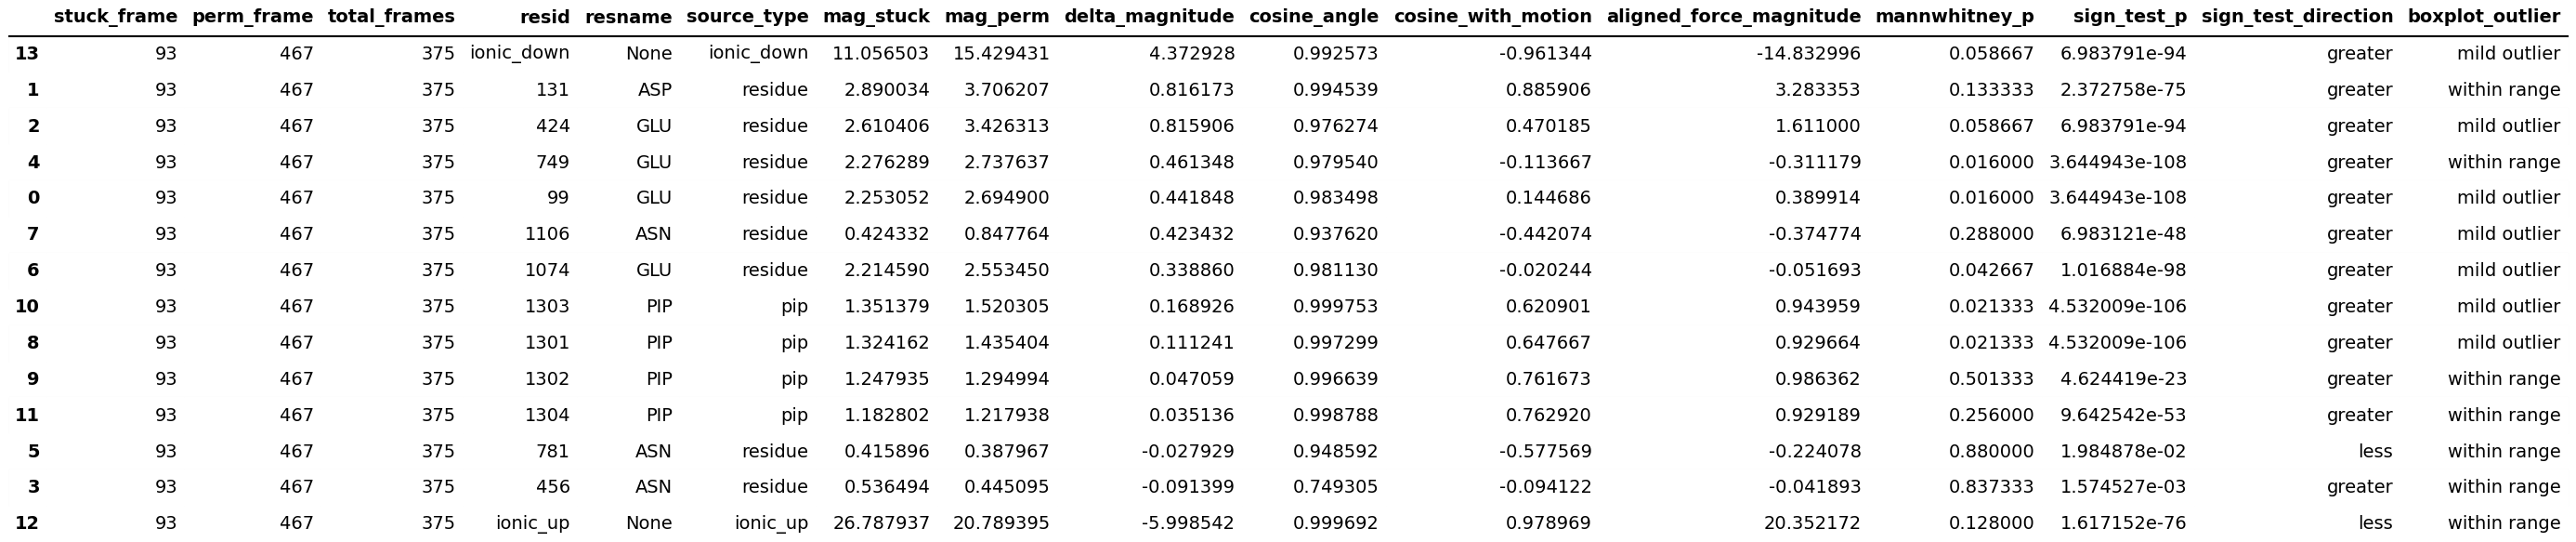 stuck_frame perm_frame total_frames resid resname source_type mag_stuck mag_perm delta_magnitude cosine_angle cosine_with_motion aligned_force_magnitude mannwhitney_p sign_test_p sign_test_direction boxplot_outlier
13 93 467 375 ionic_down None ionic_down 11.056503 15.429431 4.372928 0.992573 -0.961344 -14.832996 0.058667 6.983791e-94 greater mild outlier
1 93 467 375 131 ASP residue 2.890034 3.706207 0.816173 0.994539 0.885906 3.283353 0.133333 2.372758e-75 greater within range
2 93 467 375 424 GLU residue 2.610406 3.426313 0.815906 0.976274 0.470185 1.611000 0.058667 6.983791e-94 greater mild outlier
4 93 467 375 749 GLU residue 2.276289 2.737637 0.461348 0.979540 -0.113667 -0.311179 0.016000 3.644943e-108 greater within range
0 93 467 375 99 GLU residue 2.253052 2.694900 0.441848 0.983498 0.144686 0.389914 0.016000 3.644943e-108 greater mild outlier
7 93 467 375 1106 ASN residue 0.424332 0.847764 0.423432 0.937620 -0.442074 -0.374774 0.288000 6.983121e-48 greater mild outlier
6 93 467 375 1074 GLU residue 2.214590 2.553450 0.338860 0.981130 -0.020244 -0.051693 0.042667 1.016884e-98 greater mild outlier
10 93 467 375 1303 PIP pip 1.351379 1.520305 0.168926 0.999753 0.620901 0.943959 0.021333 4.532009e-106 greater mild outlier
8 93 467 375 1301 PIP pip 1.324162 1.435404 0.111241 0.997299 0.647667 0.929664 0.021333 4.532009e-106 greater mild outlier
9 93 467 375 1302 PIP pip 1.247935 1.294994 0.047059 0.996639 0.761673 0.986362 0.501333 4.624419e-23 greater within range
11 93 467 375 1304 PIP pip 1.182802 1.217938 0.035136 0.998788 0.762920 0.929189 0.256000 9.642542e-53 greater within range
5 93 467 375 781 ASN residue 0.415896 0.387967 -0.027929 0.948592 -0.577569 -0.224078 0.880000 1.984878e-02 less within range
3 93 467 375 456 ASN residue 0.536494 0.445095 -0.091399 0.749305 -0.094122 -0.041893 0.837333 1.574527e-03 greater within range
12 93 467 375 ionic_up None ionic_up 26.787937 20.789395 -5.998542 0.999692 0.978969 20.352172 0.128000 1.617152e-76 less within range